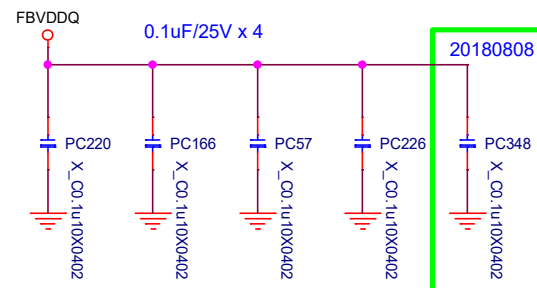 FBVDDQ
0.1uF/25V x 4
20180808
PC220
PC166
PC57
PC226
PC348
X_C0.1u10X0402
X_C0.1u10X0402
X_C0.1u10X0402
X_C0.1u10X0402
X_C0.1u10X0402